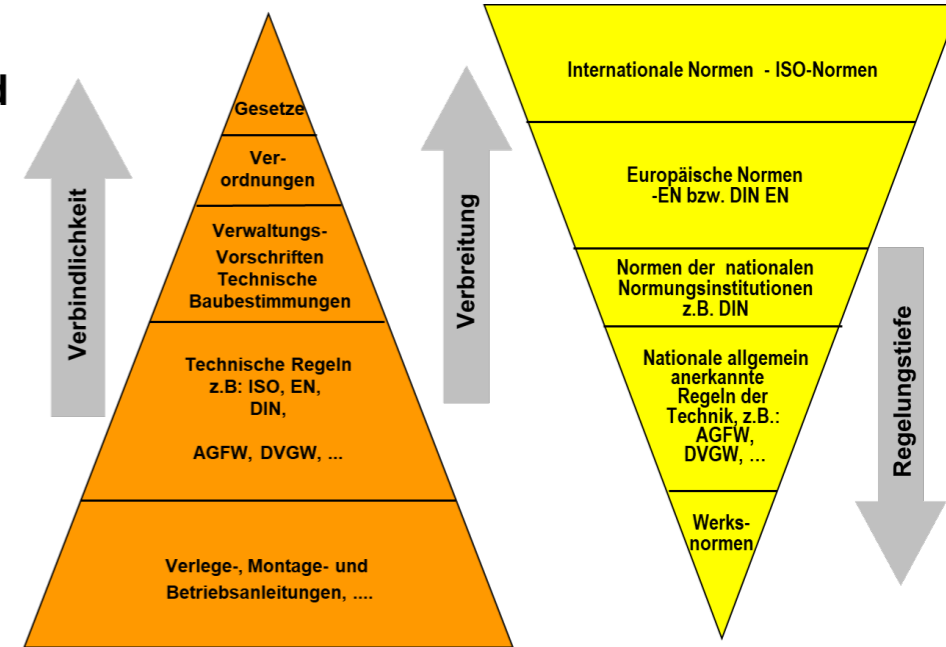 Verbindlichkeit
Gesetze
Ver-
ordnungen
Verwaltungs-
Vorschriften
Technische
Baubestimmungen
Technische Regeln
z.B: ISO, EN,
DIN,
AGFW, DVGW, ...
Verlege-, Montage- und
Betriebsanleitungen, ....
Verbreitung
Internationale Normen - ISO-Normen
Europäische Normen
-EN bzw. DIN EN
Normen der nationalen
Normungsinstitutionen
z.B. DIN
Nationale allgemein
anerkannte
Regeln der
Technik, z.B.:
AGFW,
DVGW, ...
Werks-
normen
Regelungstiefe